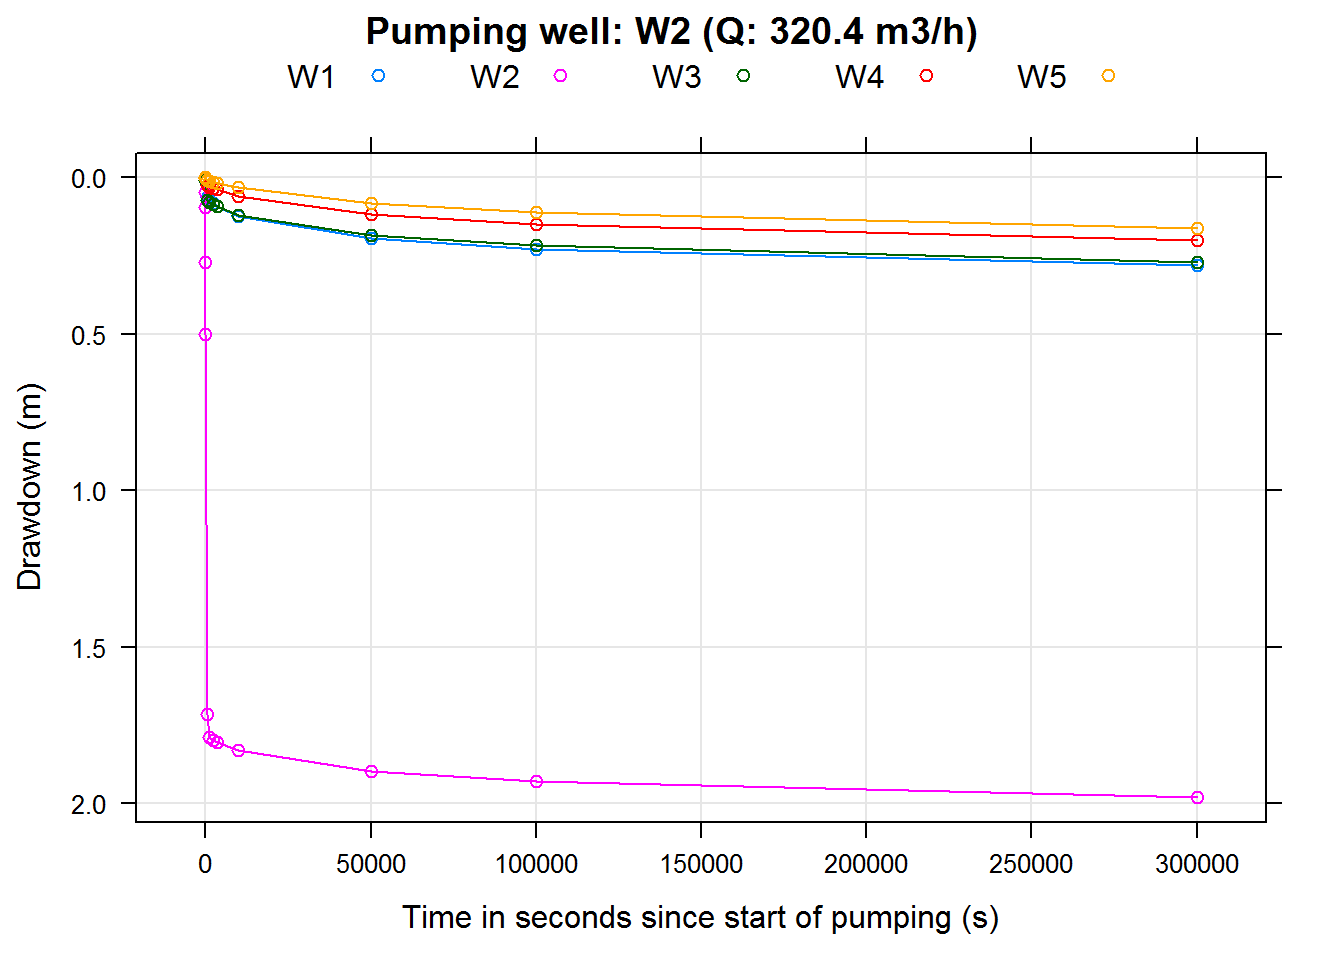 Pumping well: W2 (Q: 320.4 m3/h)
W1 W2 W3 W4 W5
0.0
0.5
1.0
1.5
2.0
Drawdown (m)
0 50000 100000 150000 200000 250000 300000
Time in seconds since start of pumping (s)